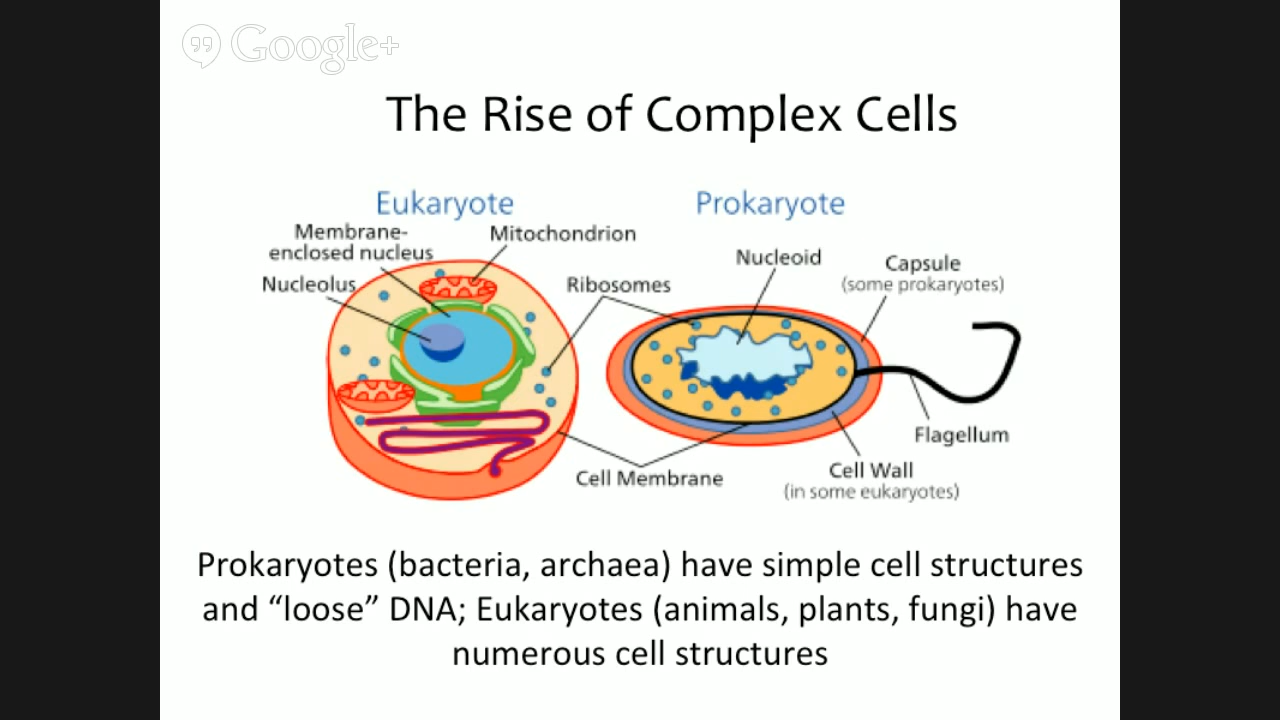 Google+
The Rise of Complex Cells
Eukaryote
Prokaryote
Membrane-
enclosed nucleus
Mitochondrion
Nucleolus
Ribosomes
Nucleoid
Capsule
(some prokaryotes)
Flagellum
Cell Membrane
Cell Wall
(in some eukaryotes)
Prokaryotes (bacteria, archaea) have simple cell structures
and “loose” DNA; Eukaryotes (animals, plants, fungi) have
numerous cell structures